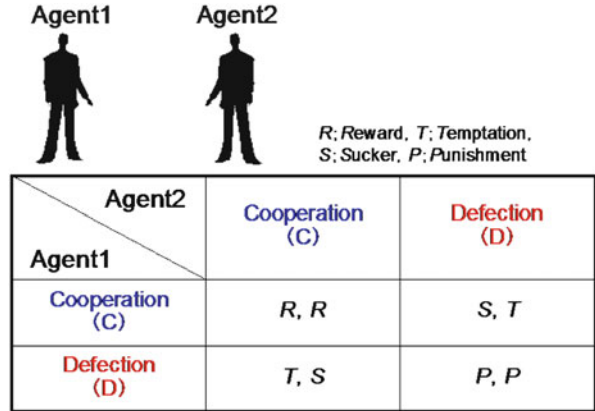 Agent1 Agent2
R; Reward, T; Temptation,
S; Sucker, P; Punishment
Agent2
Agent1
Cooperation
(C)
Defection
(D)
Cooperation
(C)
R, R
S, T
Defection
(D)
T, S
P, P